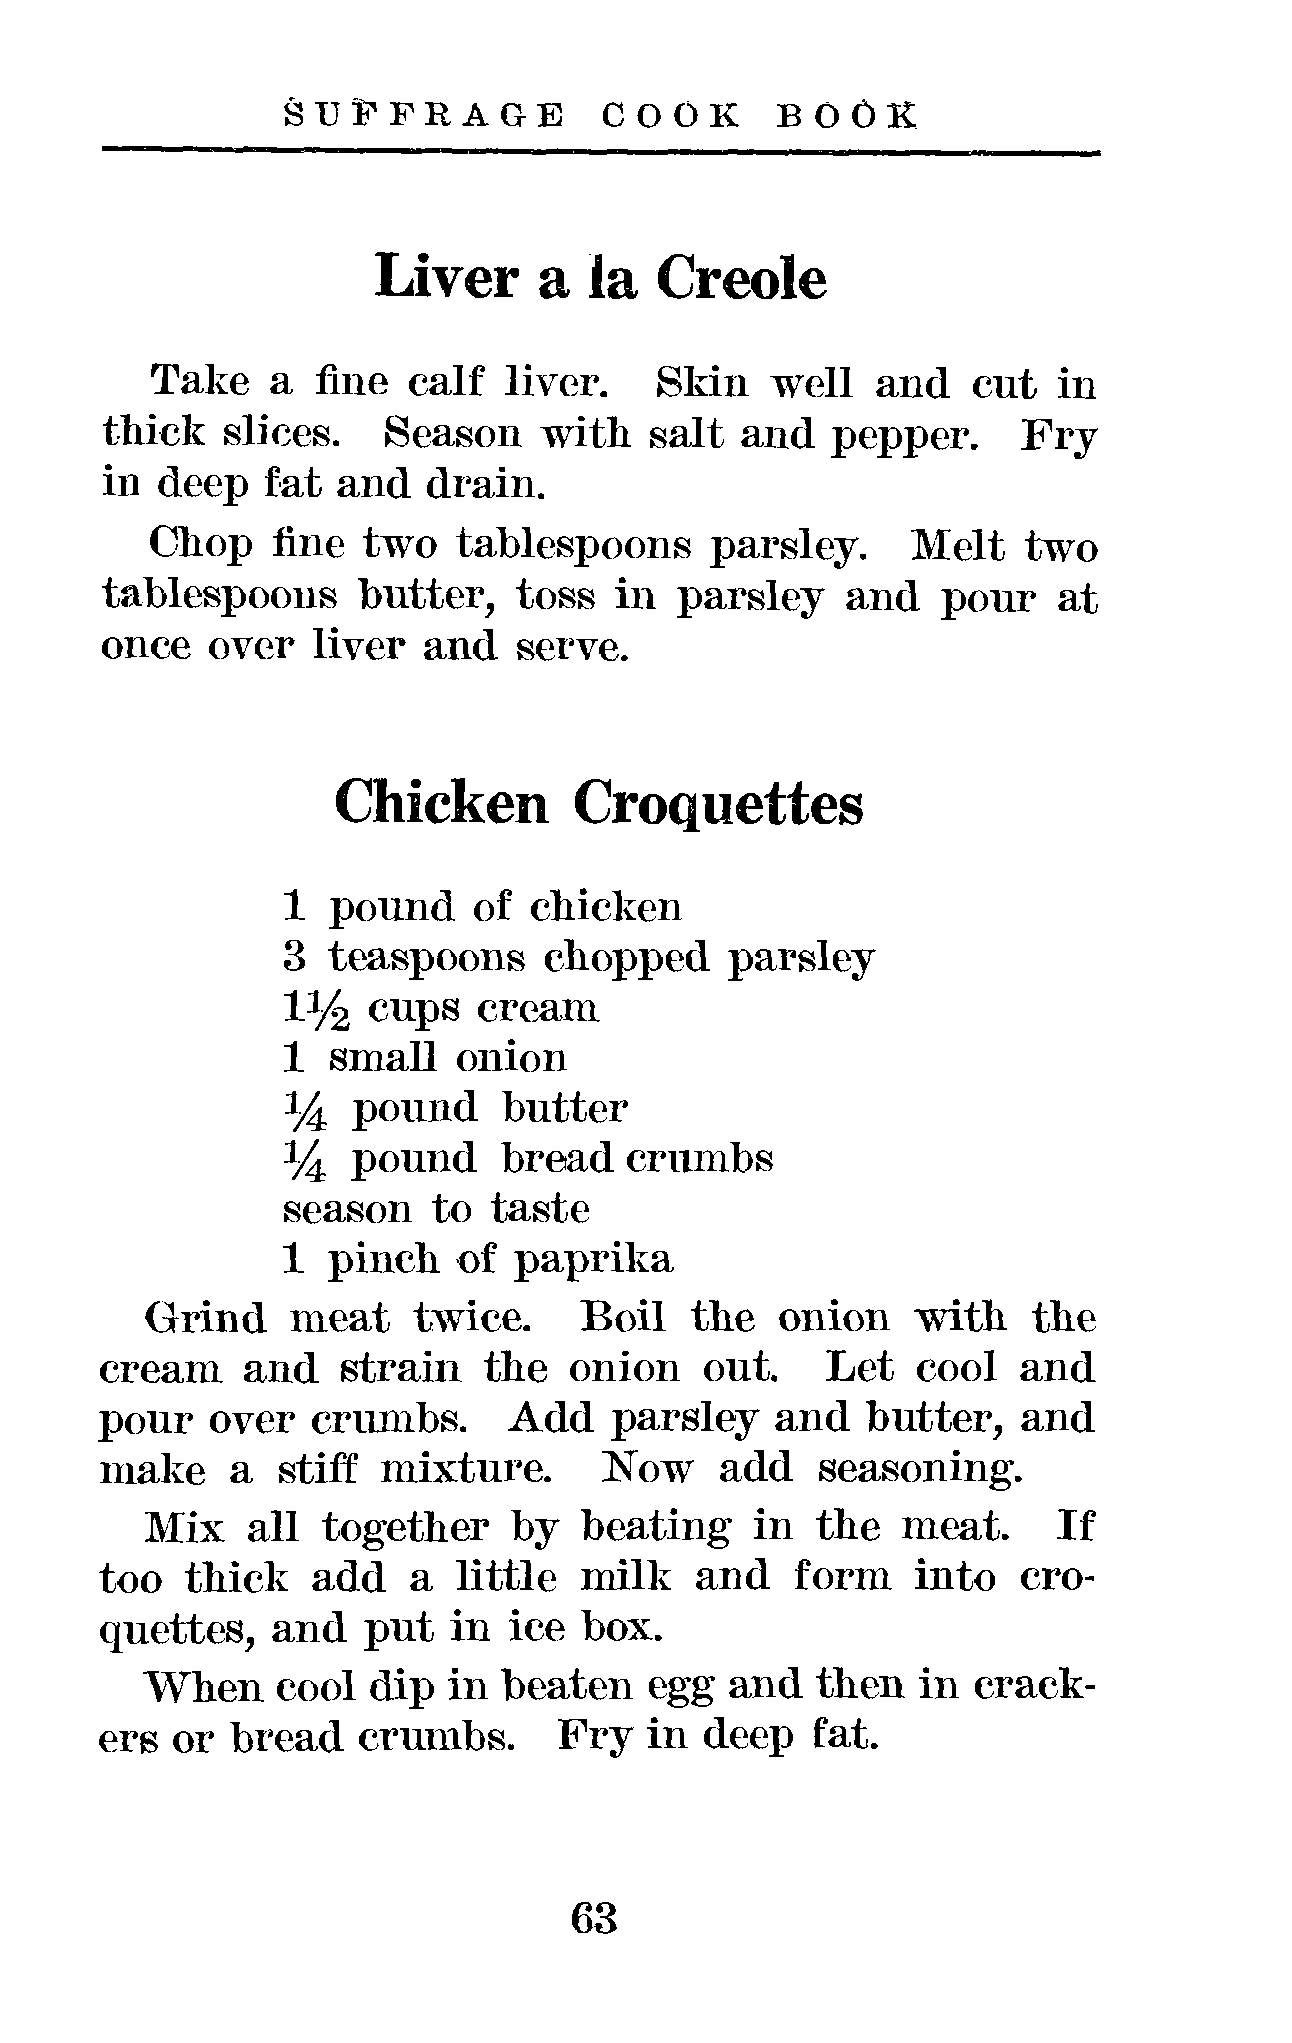 SUFFRAGE COOK BOOK
Liver a la Creole
Take a fine calf liver. Skin well and cut in
thick slices. Season with salt and pepper. Fry
in deep fat and drain.
Chop fine two tablespoons parsley. Melt two
tablespoons butter, toss in parsley and pour at
once over liver and serve.
Chicken Croquettes
1 pound of chicken
3 teaspoons chopped parsley
1½ cups cream
1 small onion
¼ pound butter
¼ pound bread crumbs
season to taste
1 pinch of paprika
Grind meat twice. Boil the onion with the
cream and strain the onion out. Let cool and
pour over crumbs. Add parsley and butter, and
make a stiff mixture. Now add seasoning.
Mix all together by beating in the meat. If
too thick add a little milk and form into cro-
quettes, and put in ice box.
When cool dip in beaten egg and then in crack-
ers or bread crumbs. Fry in deep fat.
63